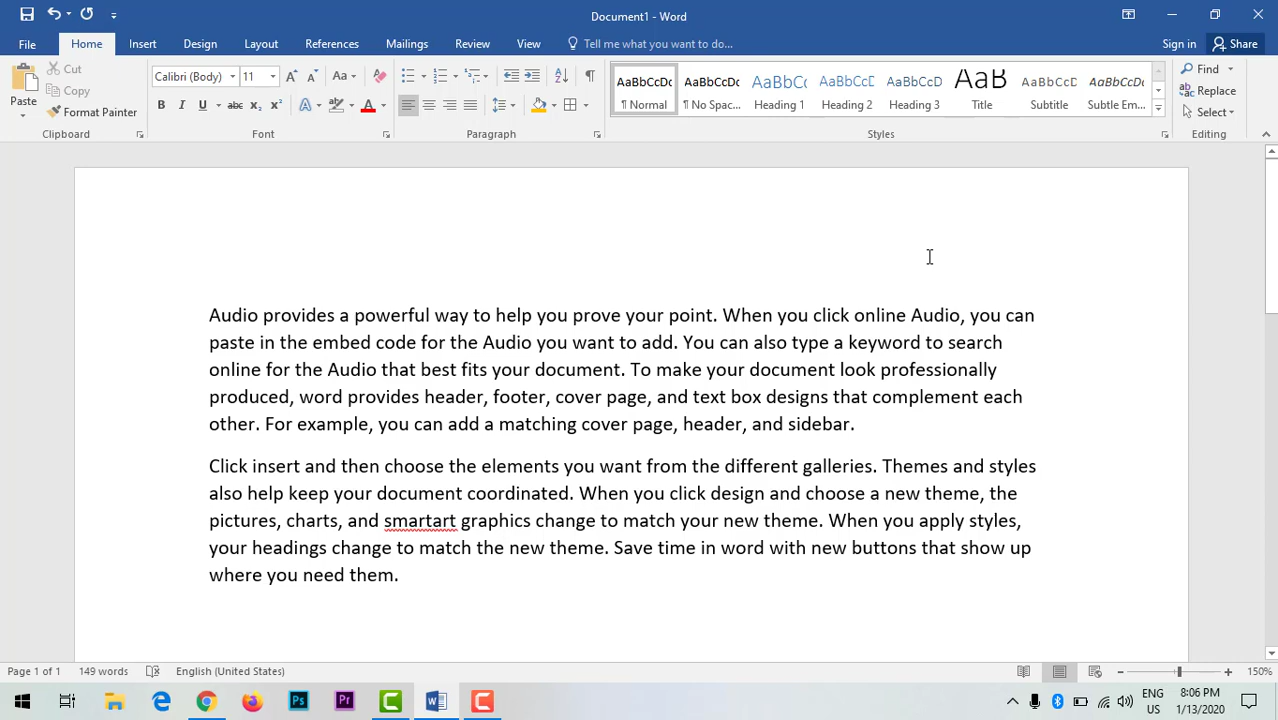 Document1 - Word
File Home Insert Design Layout References Mailings Review View Tell me what you want to do... Sign in Share
Cut
Copy
Format Painter
Paste
Calibri (Body) 11
Aa
B I U abc x₂ x² A A
AaBbCcDc AaBbCcDc AaBbCc AaBbCcD AaBbCcD AaB AaBbCcD AaBbCcD
¶ Normal ¶ No Spac... Heading 1 Heading 2 Heading 3 Title Subtitle Subtle Em...
Find
Replace
Select
Clipboard Font Paragraph Styles Editing
Audio provides a powerful way to help you prove your point. When you click online Audio, you can
paste in the embed code for the Audio you want to add. You can also type a keyword to search
online for the Audio that best fits your document. To make your document look professionally
produced, word provides header, footer, cover page, and text box designs that complement each
other. For example, you can add a matching cover page, header, and sidebar.
Click insert and then choose the elements you want from the different galleries. Themes and styles
also help keep your document coordinated. When you click design and choose a new theme, the
pictures, charts, and smartart graphics change to match your new theme. When you apply styles,
your headings change to match the new theme. Save time in word with new buttons that show up
where you need them.
Page 1 of 1 149 words English (United States) 150%
Ps Pr
ENG
US
8:06 PM
1/13/2020